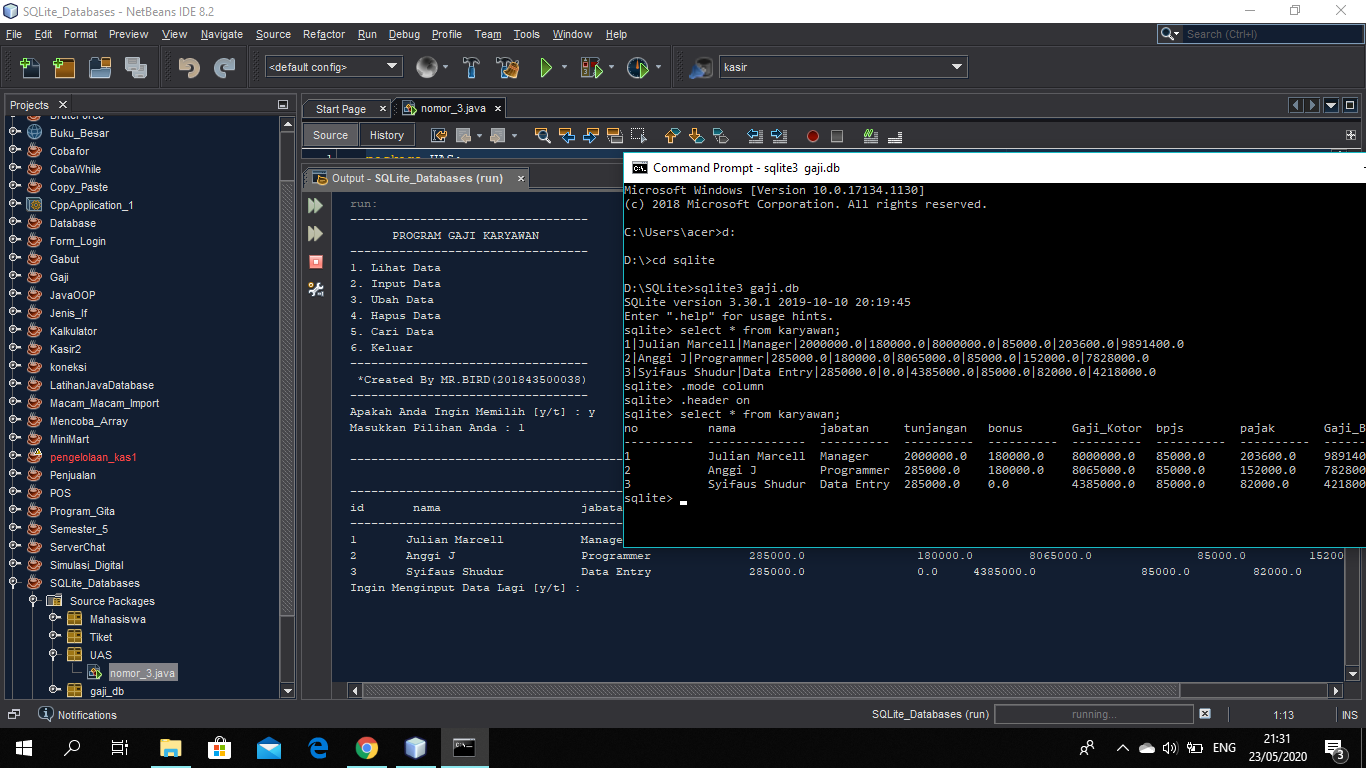 SQLite_Databases - NetBeans IDE 8.2
File Edit Format Preview View Navigate Source Refactor Run Debug Profile Team Tools Window Help
Search (Ctrl+I)
<default config>
kasir
Projects
Buku_Besar
Cobafor
CobaWhile
Copy_Paste
CppApplication_1
Database
Form_Login
Gabut
Gaji
JavaOOP
Jenis_If
Kalkulator
Kasir2
koneksi
LatihanJavaDatabase
Macam_Macam_Import
Mencoba_Array
MiniMart
pengelolaan_kas1
Penjualan
POS
Program_Gita
Semester_5
ServerChat
Simulasi_Digital
SQLite_Databases
Source Packages
Mahasiswa
Tiket
UAS
nomor_3.java
gaji_db
Start Page nomor_3.java
Source History
Output - SQLite_Databases (run)
run:
----------------------------------
PROGRAM GAJI KARYAWAN
----------------------------------
1. Lihat Data
2. Input Data
3. Ubah Data
4. Hapus Data
5. Cari Data
6. Keluar
----------------------------------
*Created By MR.BIRD(201843500038)
----------------------------------
Apakah Anda Ingin Memilih [y/t] : y
Masukkan Pilihan Anda : 1
id nama jabata
1 Julian Marcell Manage
2 Anggi J Programmer 285000.0 180000.0 8065000.0 85000.0 15200
3 Syifaus Shudur Data Entry 285000.0 0.0 4385000.0 85000.0 82000.0
Ingin Menginput Data Lagi [y/t] :
Command Prompt - sqlite3 gaji.db
Microsoft Windows [Version 10.0.17134.1130]
(c) 2018 Microsoft Corporation. All rights reserved.
C:\Users\acer>d:
D:\>cd sqlite
D:\SQLite>sqlite3 gaji.db
SQLite version 3.30.1 2019-10-10 20:19:45
Enter ".help" for usage hints.
sqlite> select * from karyawan;
1|Julian Marcell|Manager|2000000.0|180000.0|8000000.0|85000.0|203600.0|9891400.0
2|Anggi J|Programmer|285000.0|180000.0|8065000.0|85000.0|152000.0|7828000.0
3|Syifaus Shudur|Data Entry|285000.0|0.0|4385000.0|85000.0|82000.0|4218000.0
sqlite> .mode column
sqlite> .header on
sqlite> select * from karyawan;
no nama jabatan tunjangan bonus Gaji_Kotor bpjs pajak Gaji_B
---------- -------------- ---------- ---------- ---------- ---------- ---------- ---------- ------
1 Julian Marcell Manager 2000000.0 180000.0 8000000.0 85000.0 203600.0 989140
2 Anggi J Programmer 285000.0 180000.0 8065000.0 85000.0 152000.0 782800
3 Syifaus Shudur Data Entry 285000.0 0.0 4385000.0 85000.0 82000.0 421800
sqlite>
Notifications
SQLite_Databases (run)
running...
1:13
INS
ENG
21:31
23/05/2020
3